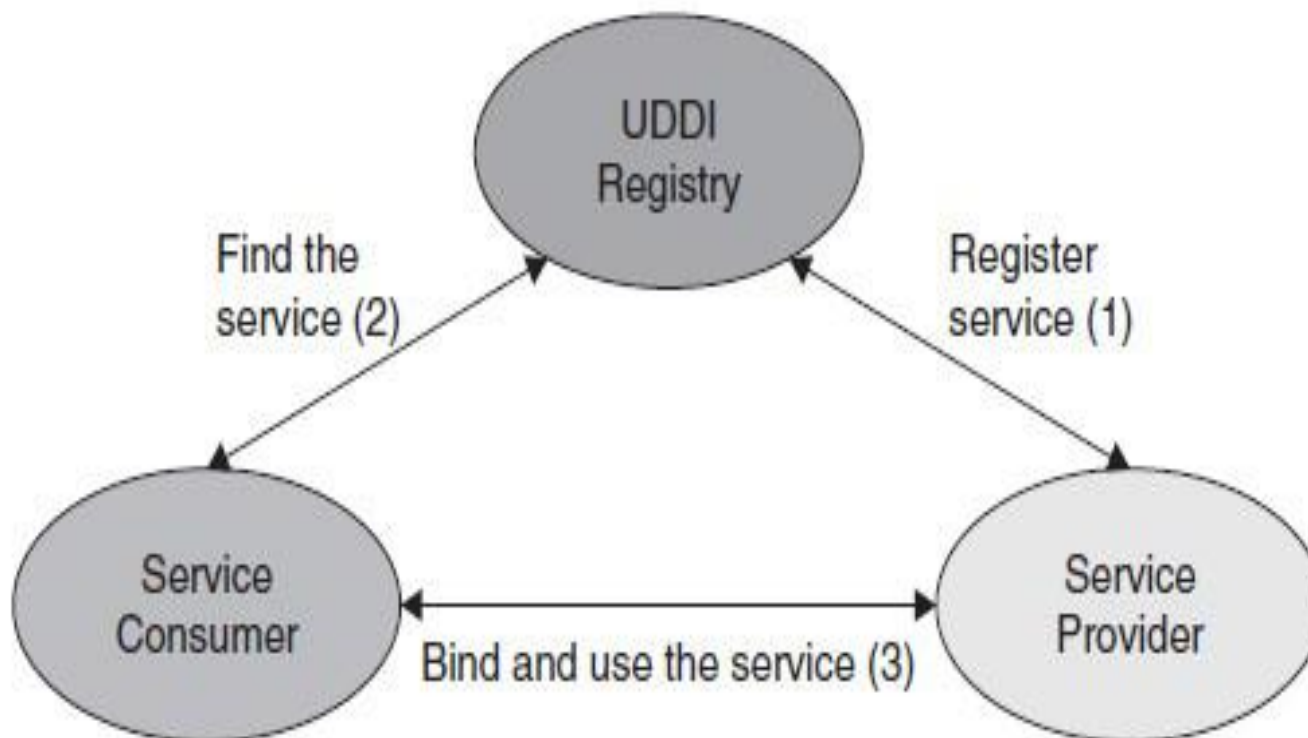 UDDI
Registry
Find the
service (2)
Register
service (1)
Service
Consumer
Service
Provider
Bind and use the service (3)